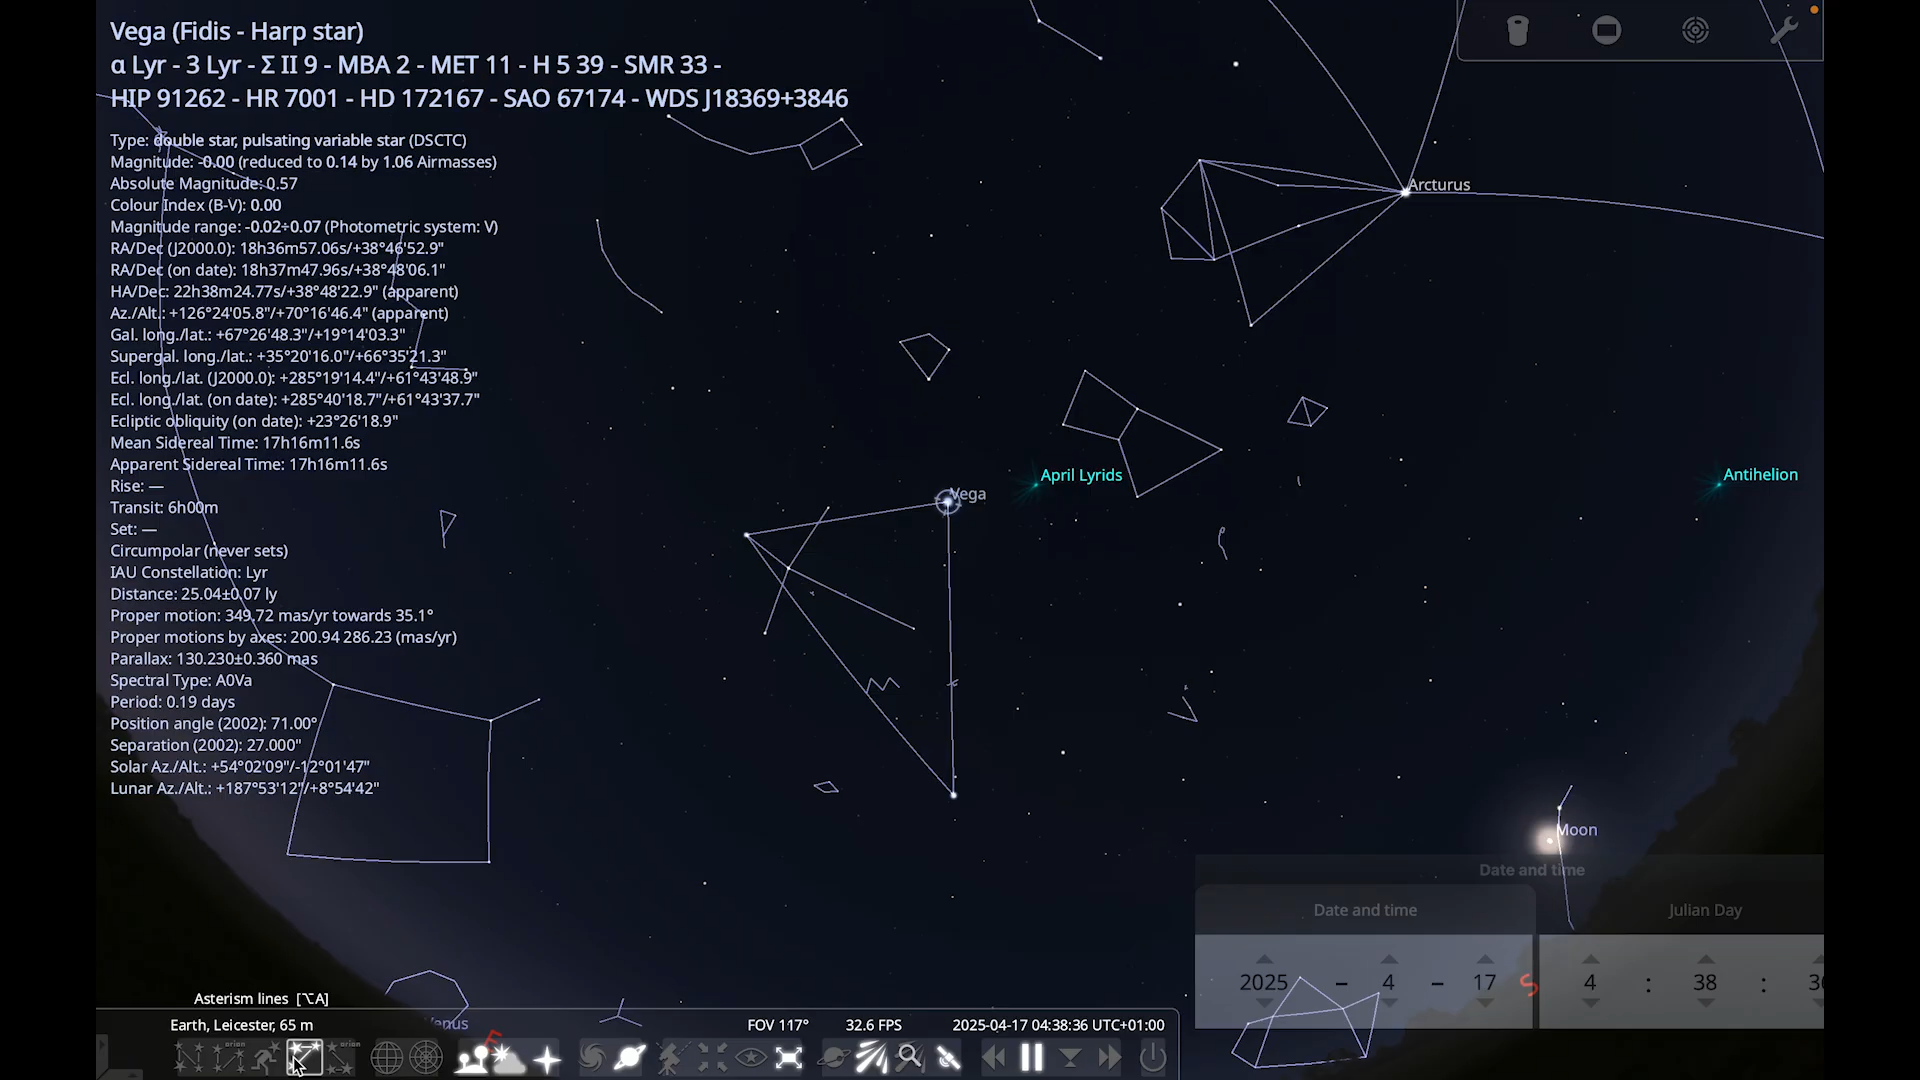 Vega (Fidis - Harp star)
α Lyr - 3 Lyr - Σ II 9 - MBA 2 - MET 11 - H 5 39 - SMR 33 -
HIP 91262 - HR 7001 - HD 172167 - SAO 67174 - WDS J18369+3846
Type: double star, pulsating variable star (DSCTC)
Magnitude: -0.00 (reduced to 0.14 by 1.06 Airmasses)
Absolute Magnitude: 0.57
Colour Index (B-V): 0.00
Magnitude range: -0.02÷0.07 (Photometric system: V)
RA/Dec (J2000.0): 18h36m57.06s/+38°46'52.9"
RA/Dec (on date): 18h37m47.96s/+38°48'06.1"
HA/Dec: 22h38m24.77s/+38°48'22.9" (apparent)
Az./Alt.: +126°24'05.8"/+70°16'46.4" (apparent)
Gal. long./lat.: +67°26'48.3"/+19°14'03.3"
Supergal. long./lat.: +35°20'16.0"/+66°35'21.3"
Ecl. long./lat. (J2000.0): +285°19'14.4"/+61°43'48.9"
Ecl. long./lat. (on date): +285°40'18.7"/+61°43'37.7"
Ecliptic obliquity (on date): +23°26'18.9"
Mean Sidereal Time: 17h16m11.6s
Apparent Sidereal Time: 17h16m11.6s
Rise: —
Transit: 6h00m
Set: —
Circumpolar (never sets)
IAU Constellation: Lyr
Distance: 25.04±0.07 ly
Proper motion: 349.72 mas/yr towards 35.1°
Proper motions by axes: 200.94 286.23 (mas/yr)
Parallax: 130.230±0.360 mas
Spectral Type: A0Va
Period: 0.19 days
Position angle (2002): 71.00°
Separation (2002): 27.000"
Solar Az./Alt.: +54°02'09"/-12°01'47"
Lunar Az./Alt.: +187°53'12"/+8°54'42"
Arcturus
April Lyrids
Antihelion
Vega
Moon
Date and time
Date and time
Julian Day
2025 - 4 - 17
4 : 38 :
S
Asterism lines [⌥A]
Earth, Leicester, 65 m
FOV 117°
32.6 FPS
2025-04-17 04:38:36 UTC+01:00
E